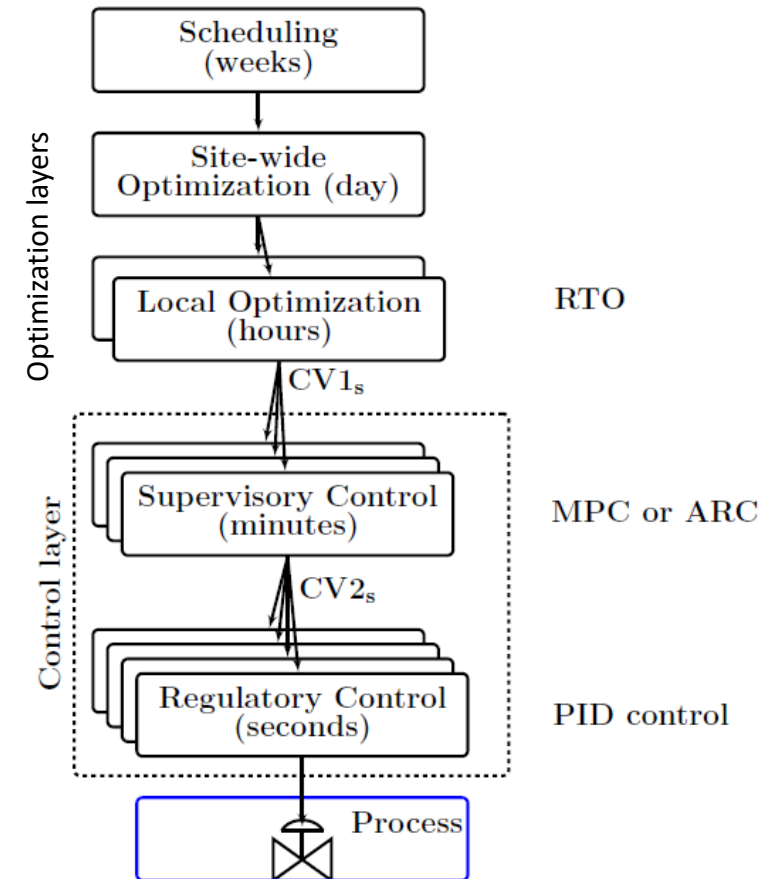 Scheduling
(weeks)
Optimization layers
Site-wide
Optimization (day)
Local Optimization
(hours)
RTO
CV1s
Control layer
Supervisory Control
(minutes)
MPC or ARC
CV2s
Regulatory Control
(seconds)
PID control
Process